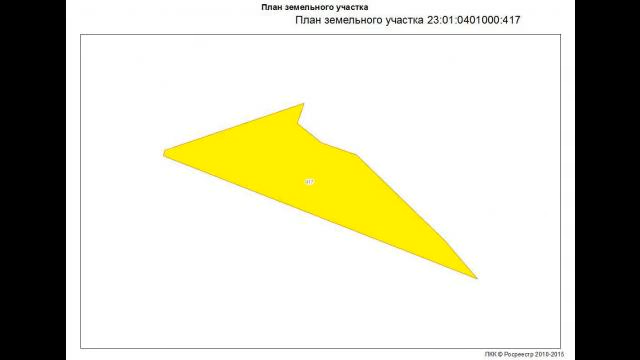 План земельного участка
План земельного участка 23:01:0401000:417
417
ПКК © Росреестр 2010-2015